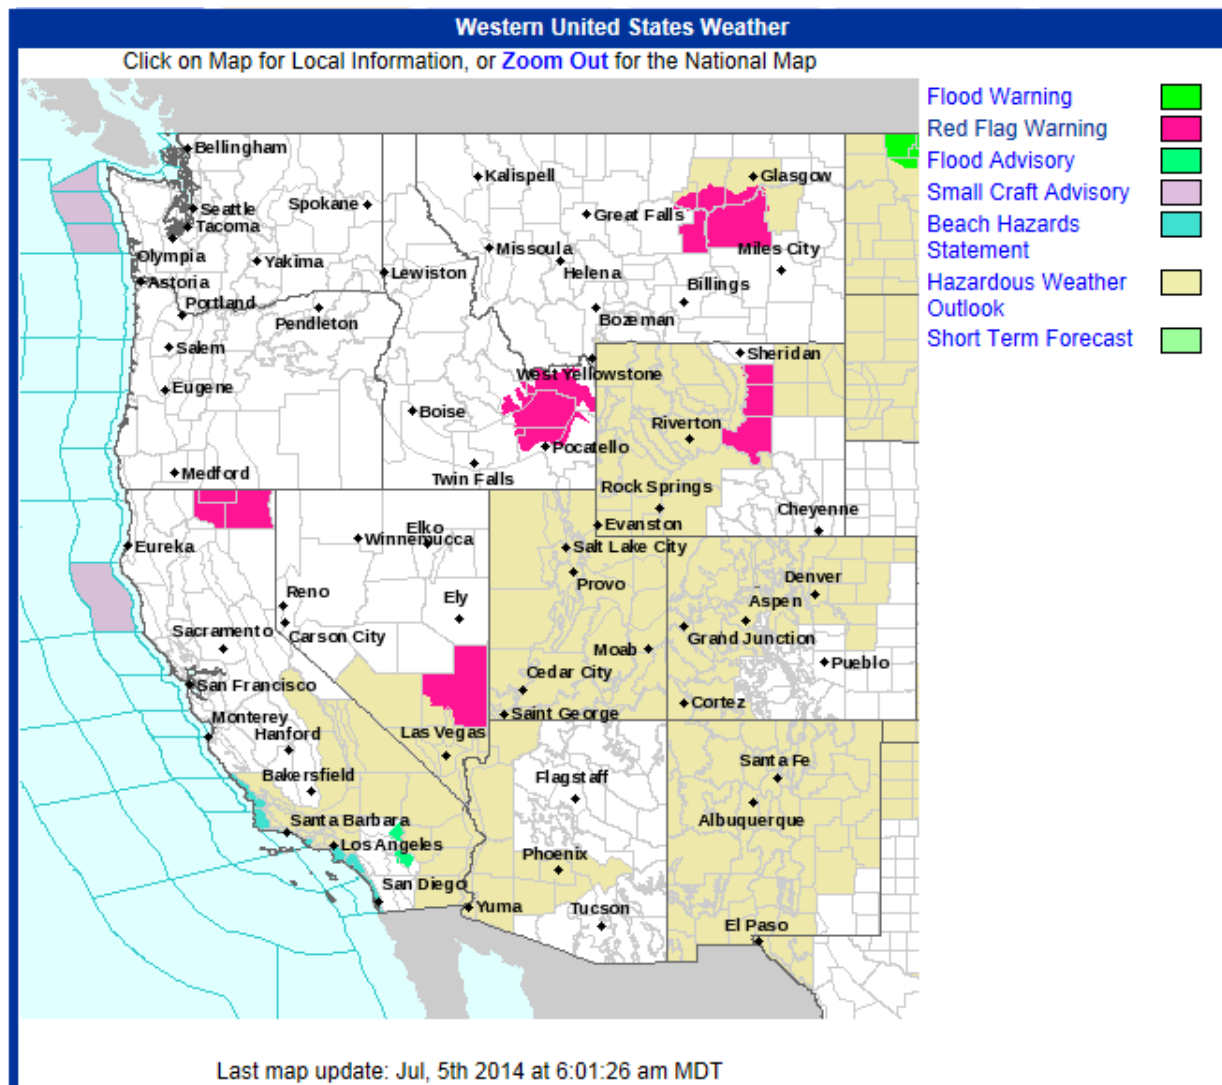 Western United States Weather
Click on Map for Local Information, or Zoom Out for the National Map
Flood Warning
Red Flag Warning
Flood Advisory
Small Craft Advisory
Beach Hazards
Statement
Hazardous Weather
Outlook
Short Term Forecast
Bellingham
Kalispell
Glasgow
Seattle
Spokane
Great Falls
Tacoma
Olympia
Missoula
Miles City
Yakima
Lewiston
Helena
Astoria
Billings
Portland
Pendleton
Bozeman
Salem
Sheridan
West Yellowstone
Eugene
Boise
Riverton
Pocatello
Medford
Twin Falls
Rock Springs
Cheyenne
Elko
Evanston
Winnemucca
Eureka
Salt Lake City
Denver
Provo
Reno
Ely
Aspen
Sacramento
Carson City
Grand Junction
Moab
Pueblo
Cedar City
San Francisco
Cortez
Monterey
Saint George
Hanford
Las Vegas
Santa Fe
Bakersfield
Flagstaff
Santa Barbara
Albuquerque
Los Angeles
Phoenix
San Diego
Yuma
Tucson
El Paso
Last map update: Jul, 5th 2014 at 6:01:26 am MDT